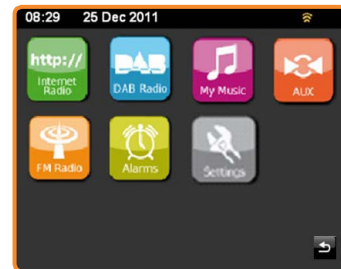 08:29 25 Dec 2011
http://
Internet
Radio
DAB
DAB Radio
My Music
AUX
FM Radio
Alarms
Settings